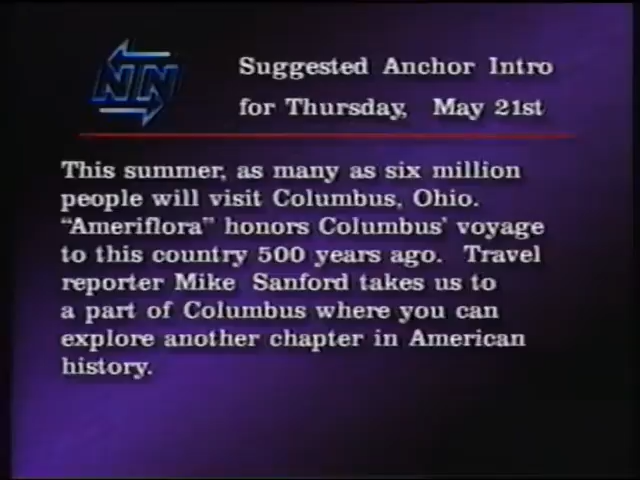 NTN
Suggested Anchor Intro
for Thursday, May 21st
This summer, as many as six million
people will visit Columbus, Ohio.
“Ameriflora” honors Columbus’ voyage
to this country 500 years ago. Travel
reporter Mike Sanford takes us to
a part of Columbus where you can
explore another chapter in American
history.